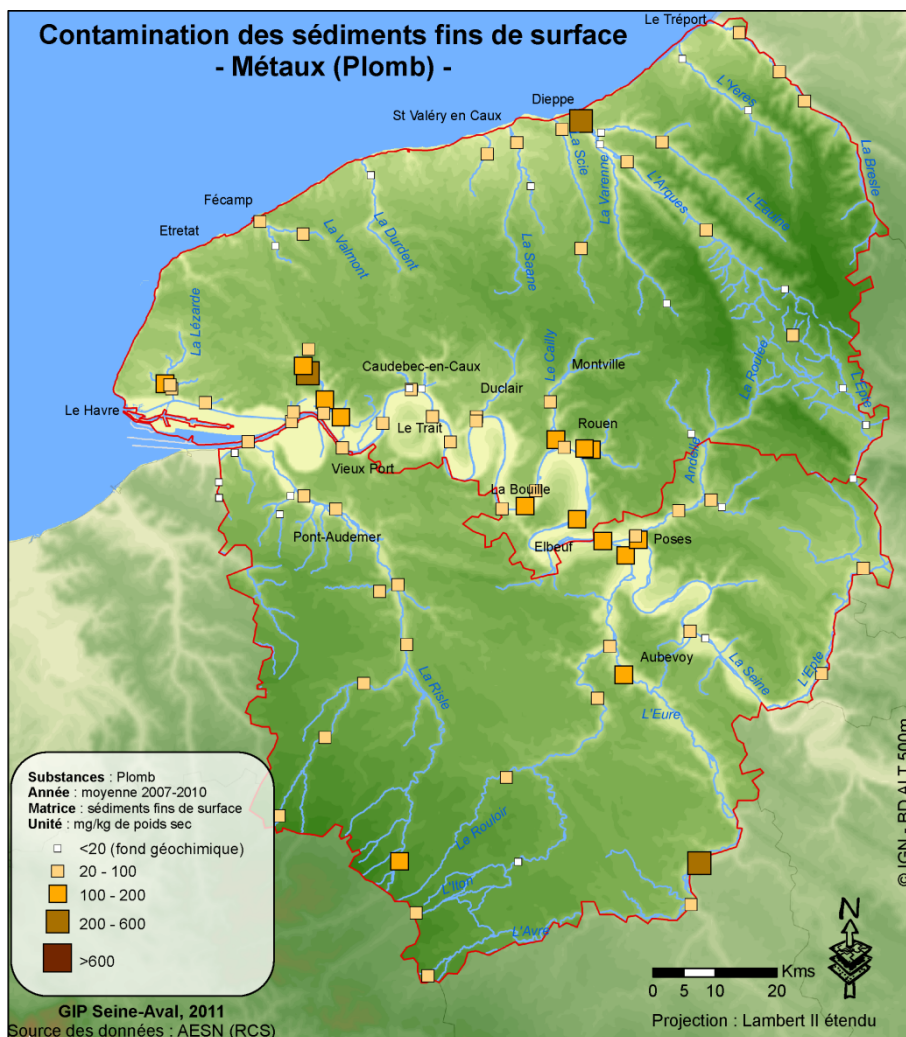 Contamination des sédiments fins de surface
- Métaux (Plomb) -
Le Tréport
Dieppe
St Valéry en Caux
L'Yeres
La Bresle
La Scie
La Varenne
L'Arques
L'Eaulne
Fécamp
Etretat
La Valmont
La Durdent
La Saane
La Lézarde
Caudebec-en-Caux
Le Cailly
Montville
La Roulee
L'Epte
Duclair
Le Havre
Le Trait
Rouen
Vieux Port
Andelle
La Bouille
Pont-Audemer
Elbeuf
Poses
Aubevoy
La Seine
L'Epte
La Risle
L'Eure
Substances : Plomb
Année : moyenne 2007-2010
Matrice : sédiments fins de surface
Unité : mg/kg de poids sec
<20 (fond géochimique)
20 - 100
100 - 200
200 - 600
>600
Le Rouloir
L'Iton
L'Avre
© IGN - BD ALT 500m
N
Kms
0 5 10 20
Projection : Lambert II étendu
GIP Seine-Aval, 2011
Source des données : AESN (RCS)